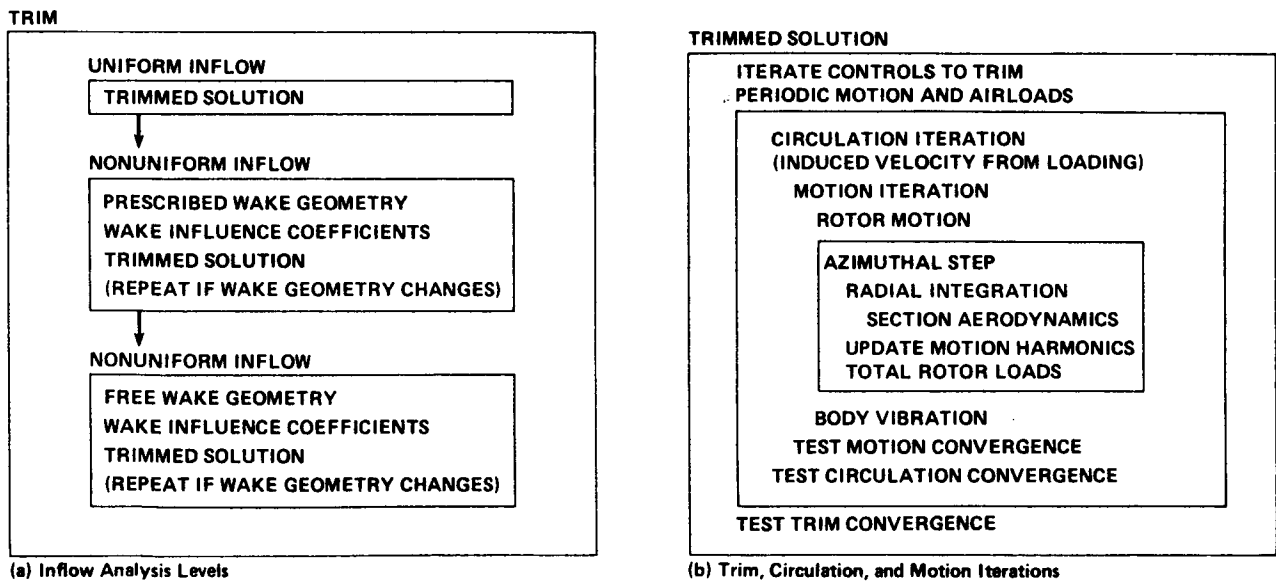 TRIM
UNIFORM INFLOW
TRIMMED SOLUTION
NONUNIFORM INFLOW
PRESCRIBED WAKE GEOMETRY
WAKE INFLUENCE COEFFICIENTS
TRIMMED SOLUTION
(REPEAT IF WAKE GEOMETRY CHANGES)
NONUNIFORM INFLOW
FREE WAKE GEOMETRY
WAKE INFLUENCE COEFFICIENTS
TRIMMED SOLUTION
(REPEAT IF WAKE GEOMETRY CHANGES)
(a) Inflow Analysis Levels
TRIMMED SOLUTION
ITERATE CONTROLS TO TRIM
PERIODIC MOTION AND AIRLOADS
CIRCULATION ITERATION
(INDUCED VELOCITY FROM LOADING)
MOTION ITERATION
ROTOR MOTION
AZIMUTHAL STEP
RADIAL INTEGRATION
SECTION AERODYNAMICS
UPDATE MOTION HARMONICS
TOTAL ROTOR LOADS
BODY VIBRATION
TEST MOTION CONVERGENCE
TEST CIRCULATION CONVERGENCE
TEST TRIM CONVERGENCE
(b) Trim, Circulation, and Motion Iterations